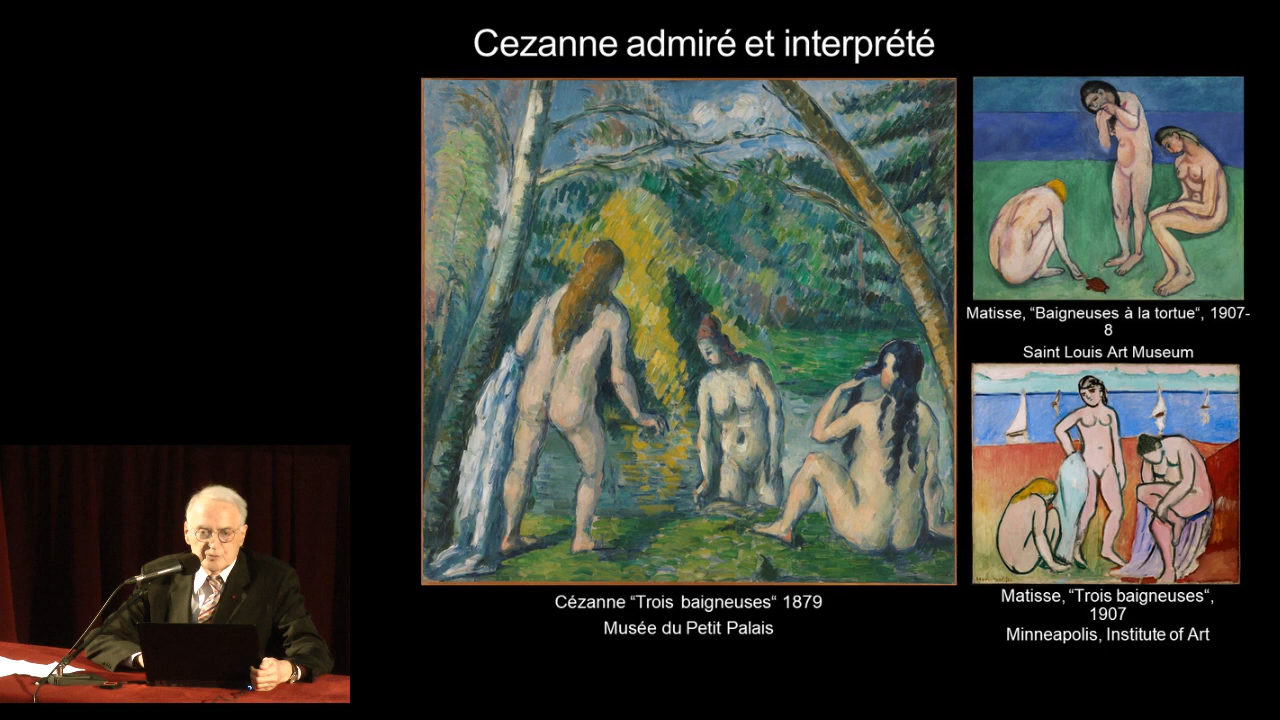 Cezanne admiré et interprété
Cézanne “Trois baigneuses“ 1879
Musée du Petit Palais
Matisse, “Baigneuses à la tortue“, 1907-
8
Saint Louis Art Museum
Matisse, “Trois baigneuses“,
1907
Minneapolis, Institute of Art